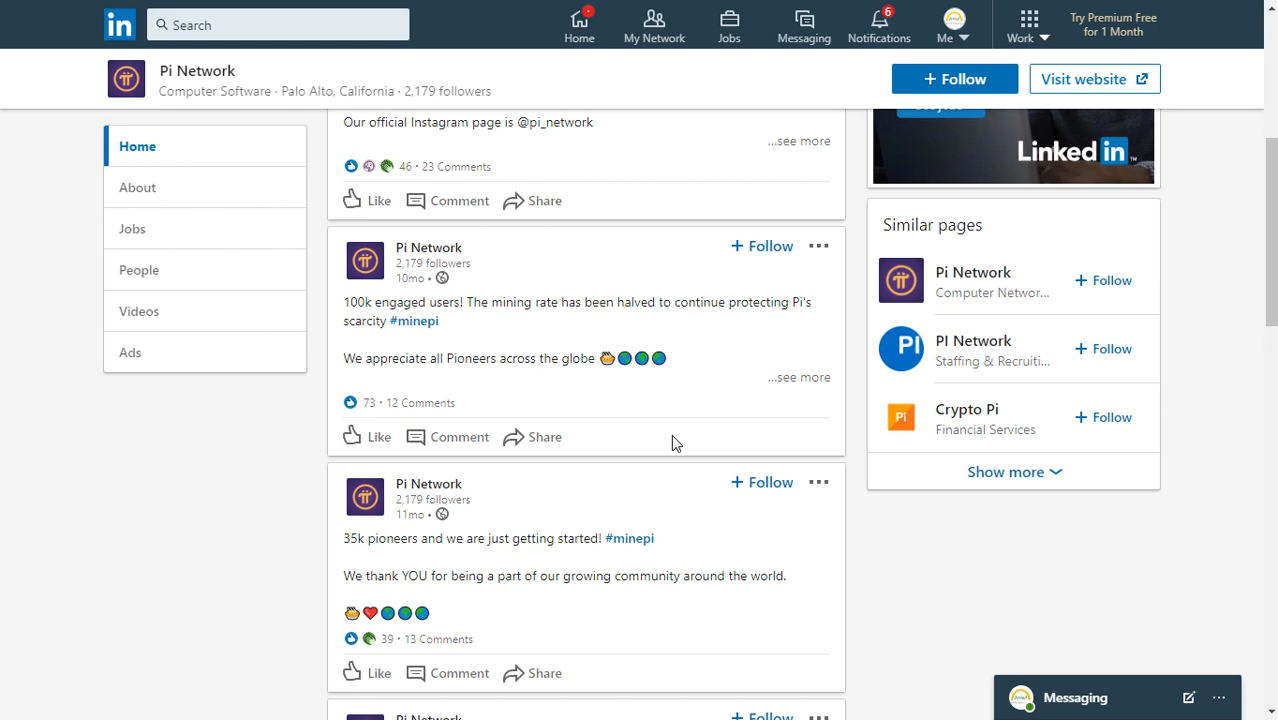 in
Search
Home
My Network
Jobs
Messaging
6
Notifications
Me
Work
Try Premium Free
for 1 Month
Pi Network
Computer Software · Palo Alto, California · 2,179 followers
+ Follow
Visit website
Home
About
Jobs
People
Videos
Ads
Our official Instagram page is @pi_network
...see more
46 · 23 Comments
Like Comment Share
Pi Network
2,179 followers
10mo •
+ Follow
100k engaged users! The mining rate has been halved to continue protecting Pi's
scarcity #minepi
We appreciate all Pioneers across the globe 🥧🌍🌎🌎
...see more
73 · 12 Comments
Like Comment Share
Pi Network
2,179 followers
11mo •
+ Follow
35k pioneers and we are just getting started! #minepi
We thank YOU for being a part of our growing community around the world.
🥧❤️🌍🌎🌎
39 · 13 Comments
Like Comment Share
Pi Network
+ Follow
Linked in
Similar pages
Pi Network
Computer Networ...
+ Follow
PI
PI Network
Staffing & Recruiti...
+ Follow
Pi
Crypto Pi
Financial Services
+ Follow
Show more
Messaging